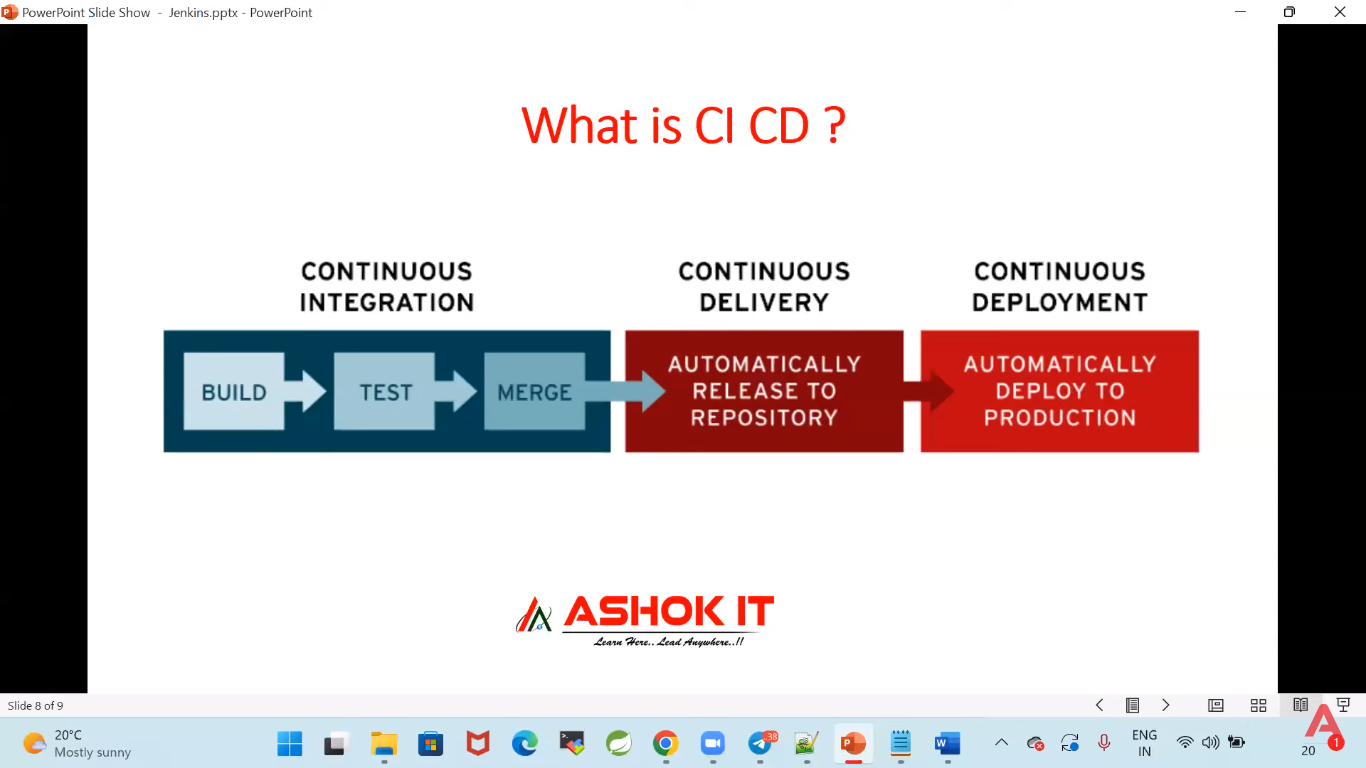 PowerPoint Slide Show - Jenkins.pptx - PowerPoint
What is CI CD ?
CONTINUOUS
INTEGRATION
BUILD
TEST
MERGE
CONTINUOUS
DELIVERY
AUTOMATICALLY
RELEASE TO
REPOSITORY
CONTINUOUS
DEPLOYMENT
AUTOMATICALLY
DEPLOY TO
PRODUCTION
ASHOK IT
Learn Here.. Lead Anywhere..!!
Slide 8 of 9
20°C
Mostly sunny
38
ENG
IN
20
1